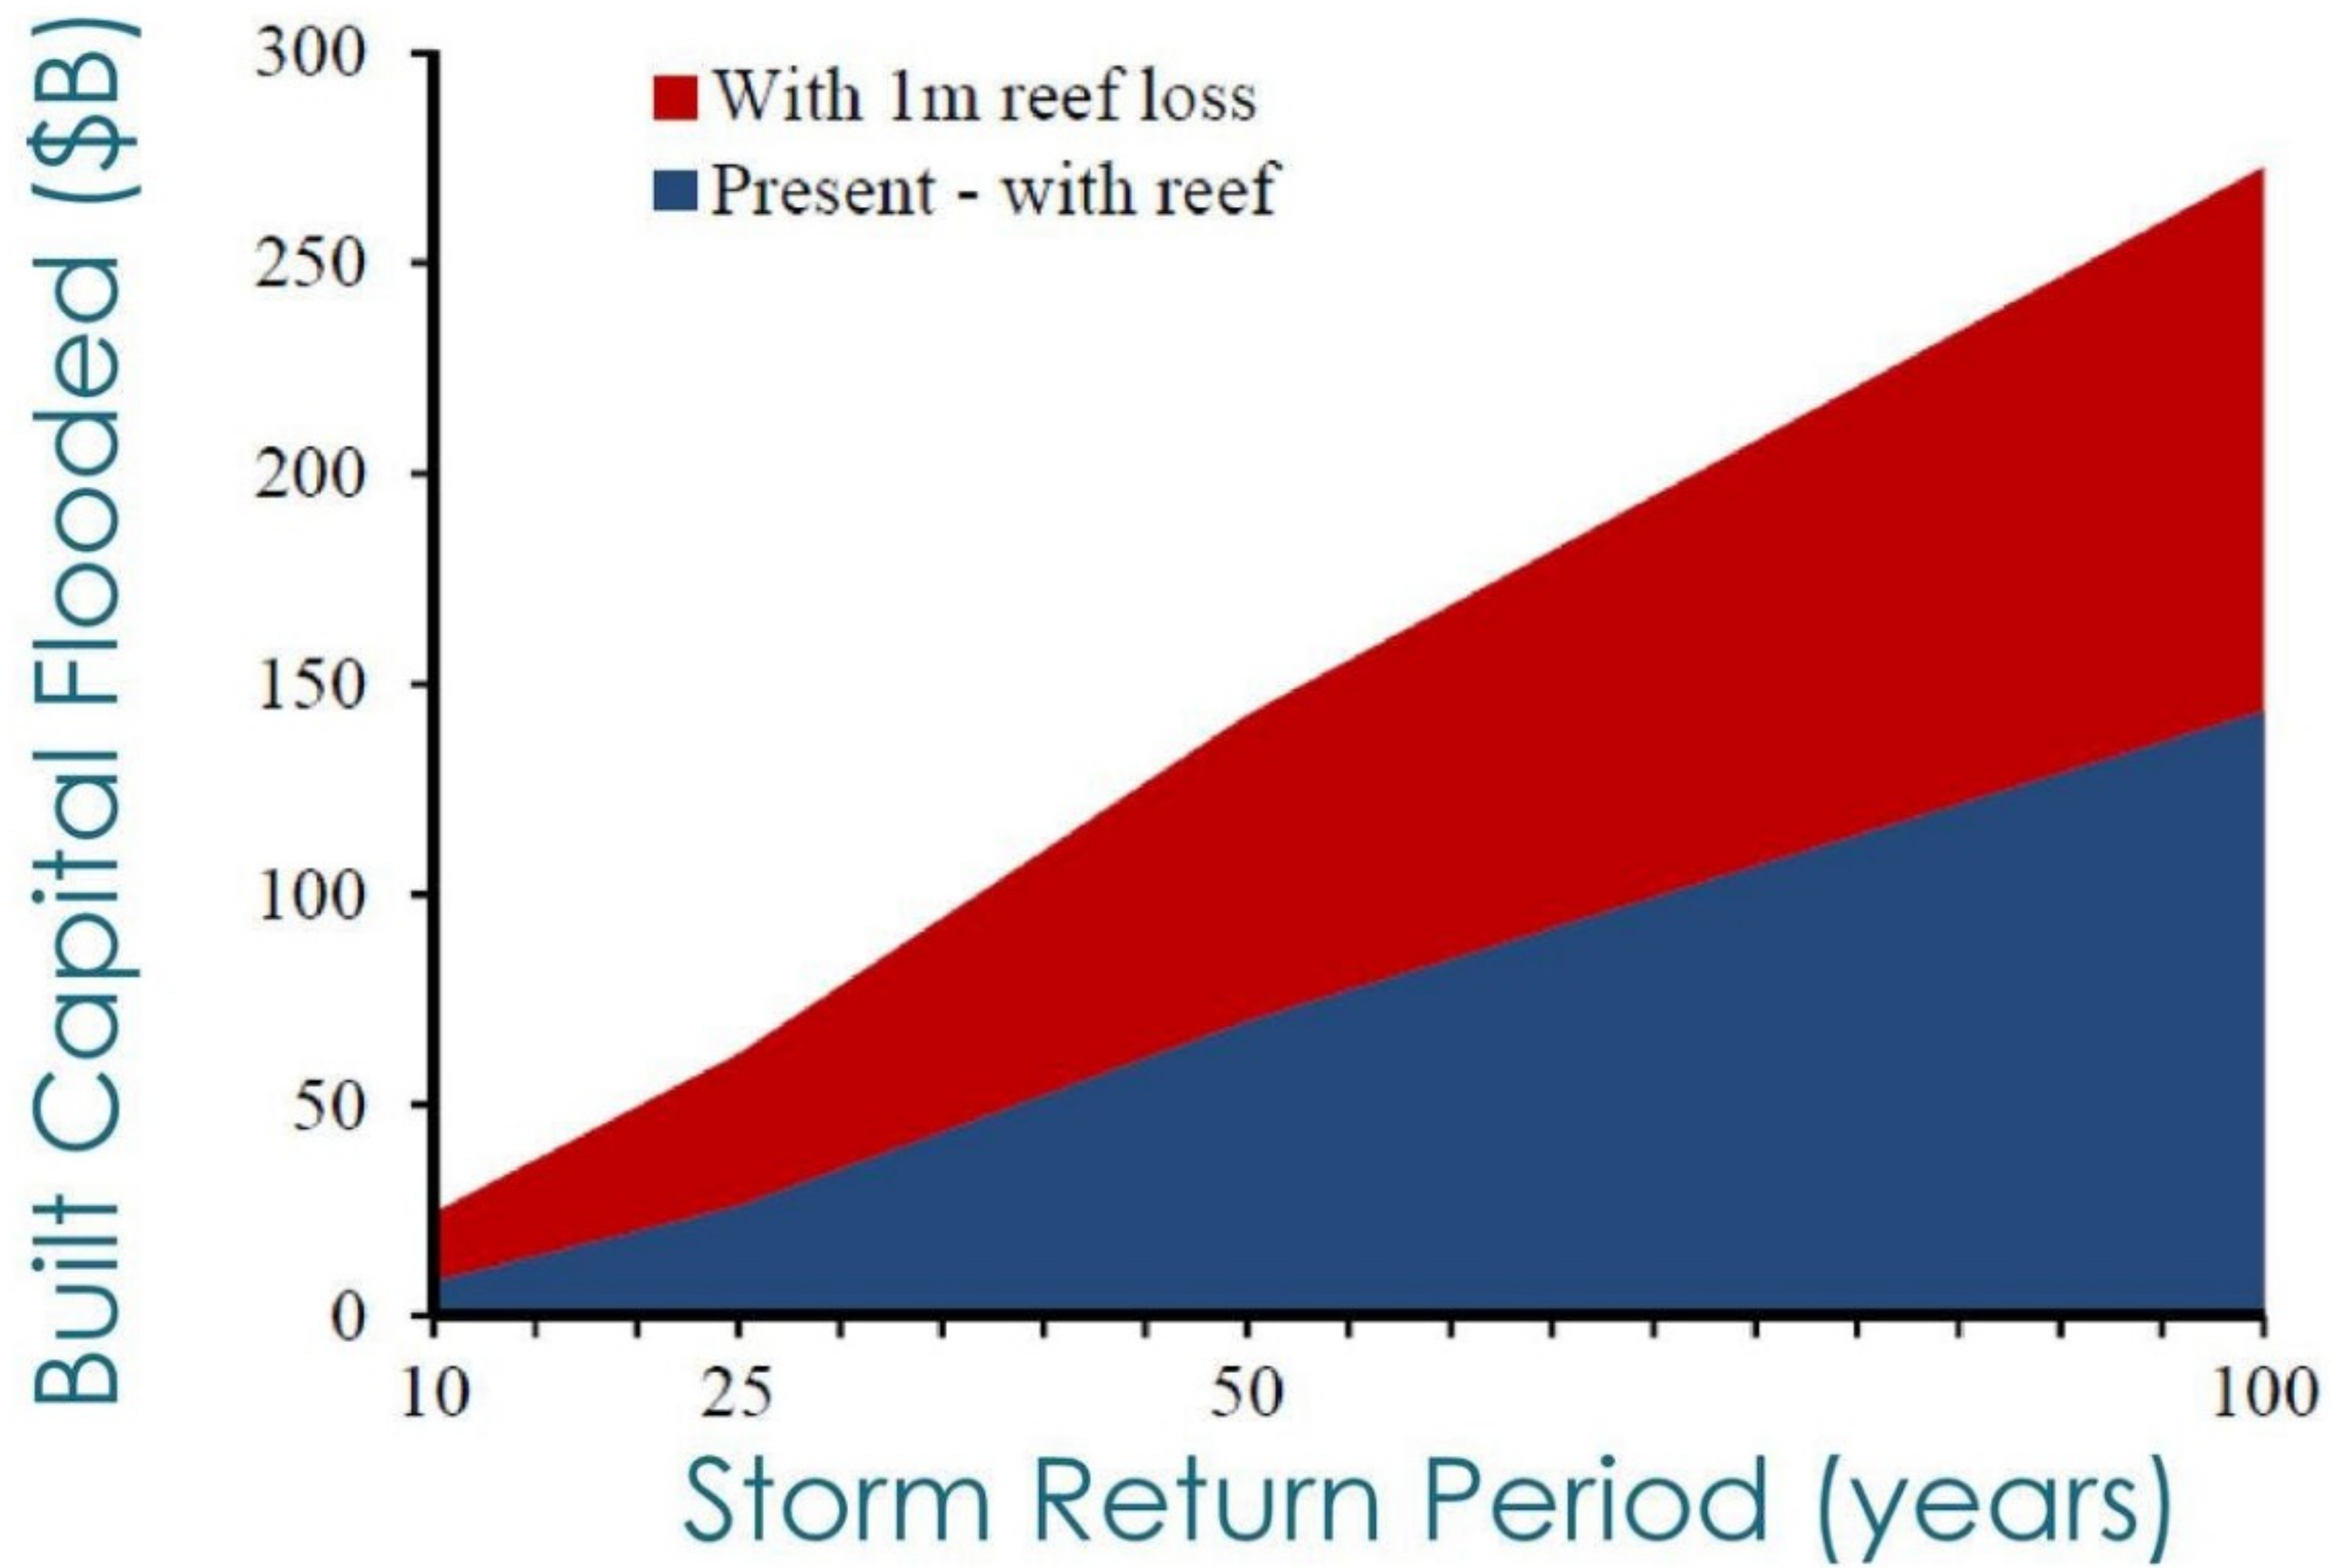 Built Capital Flooded ($B)
300
250
200
150
100
50
0
With 1m reef loss
Present - with reef
10 25 50 100
Storm Return Period (years)